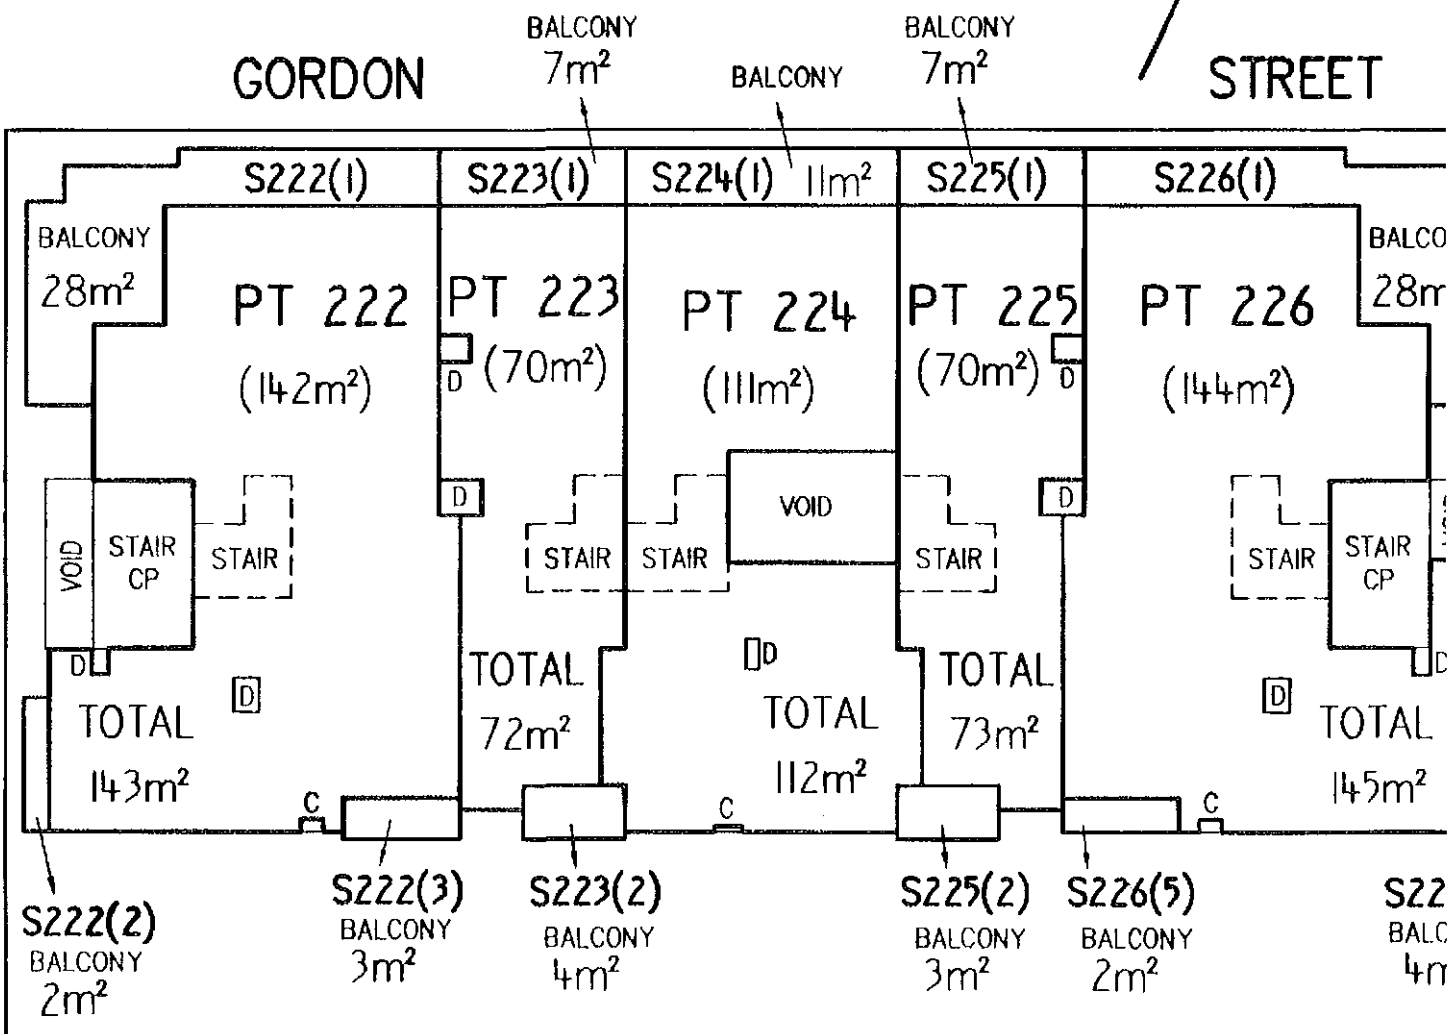 BALCONY
7m²
BALCONY
BALCONY
7m²
GORDON
STREET
S222(1)
S223(1)
S224(1) 11m²
S225(1)
S226(1)
BALCONY
28m²
BALCO
28m
PT 222
(142m²)
PT 223
(70m²)
PT 224
(111m²)
PT 225
(70m²)
PT 226
(144m²)
D
D
D
D
VOID
VOID
STAIR
CP
STAIR
STAIR
STAIR
STAIR
STAIR
STAIR
CP
D
D
TOTAL
143m²
TOTAL
72m²
D
TOTAL
112m²
TOTAL
73m²
D
D
TOTAL
145m²
C
C
C
S222(2)
BALCONY
2m²
S222(3)
BALCONY
3m²
S223(2)
BALCONY
4m²
S225(2)
BALCONY
3m²
S226(5)
BALCONY
2m²
S22
BALC
4m